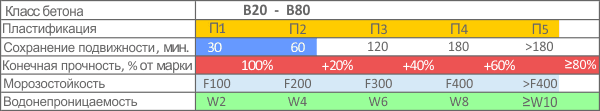 Класс бетона B20 - B80
Пластификация П1 П2 П3 П4 П5
Сохранение подвижности, мин. 30 60 120 180 >180
Конечная прочность, % от марки 100% +20% +40% +60% ≥80%
Морозостойкость F100 F200 F300 F400 >F400
Водонепроницаемость W2 W4 W6 W8 ≥W10